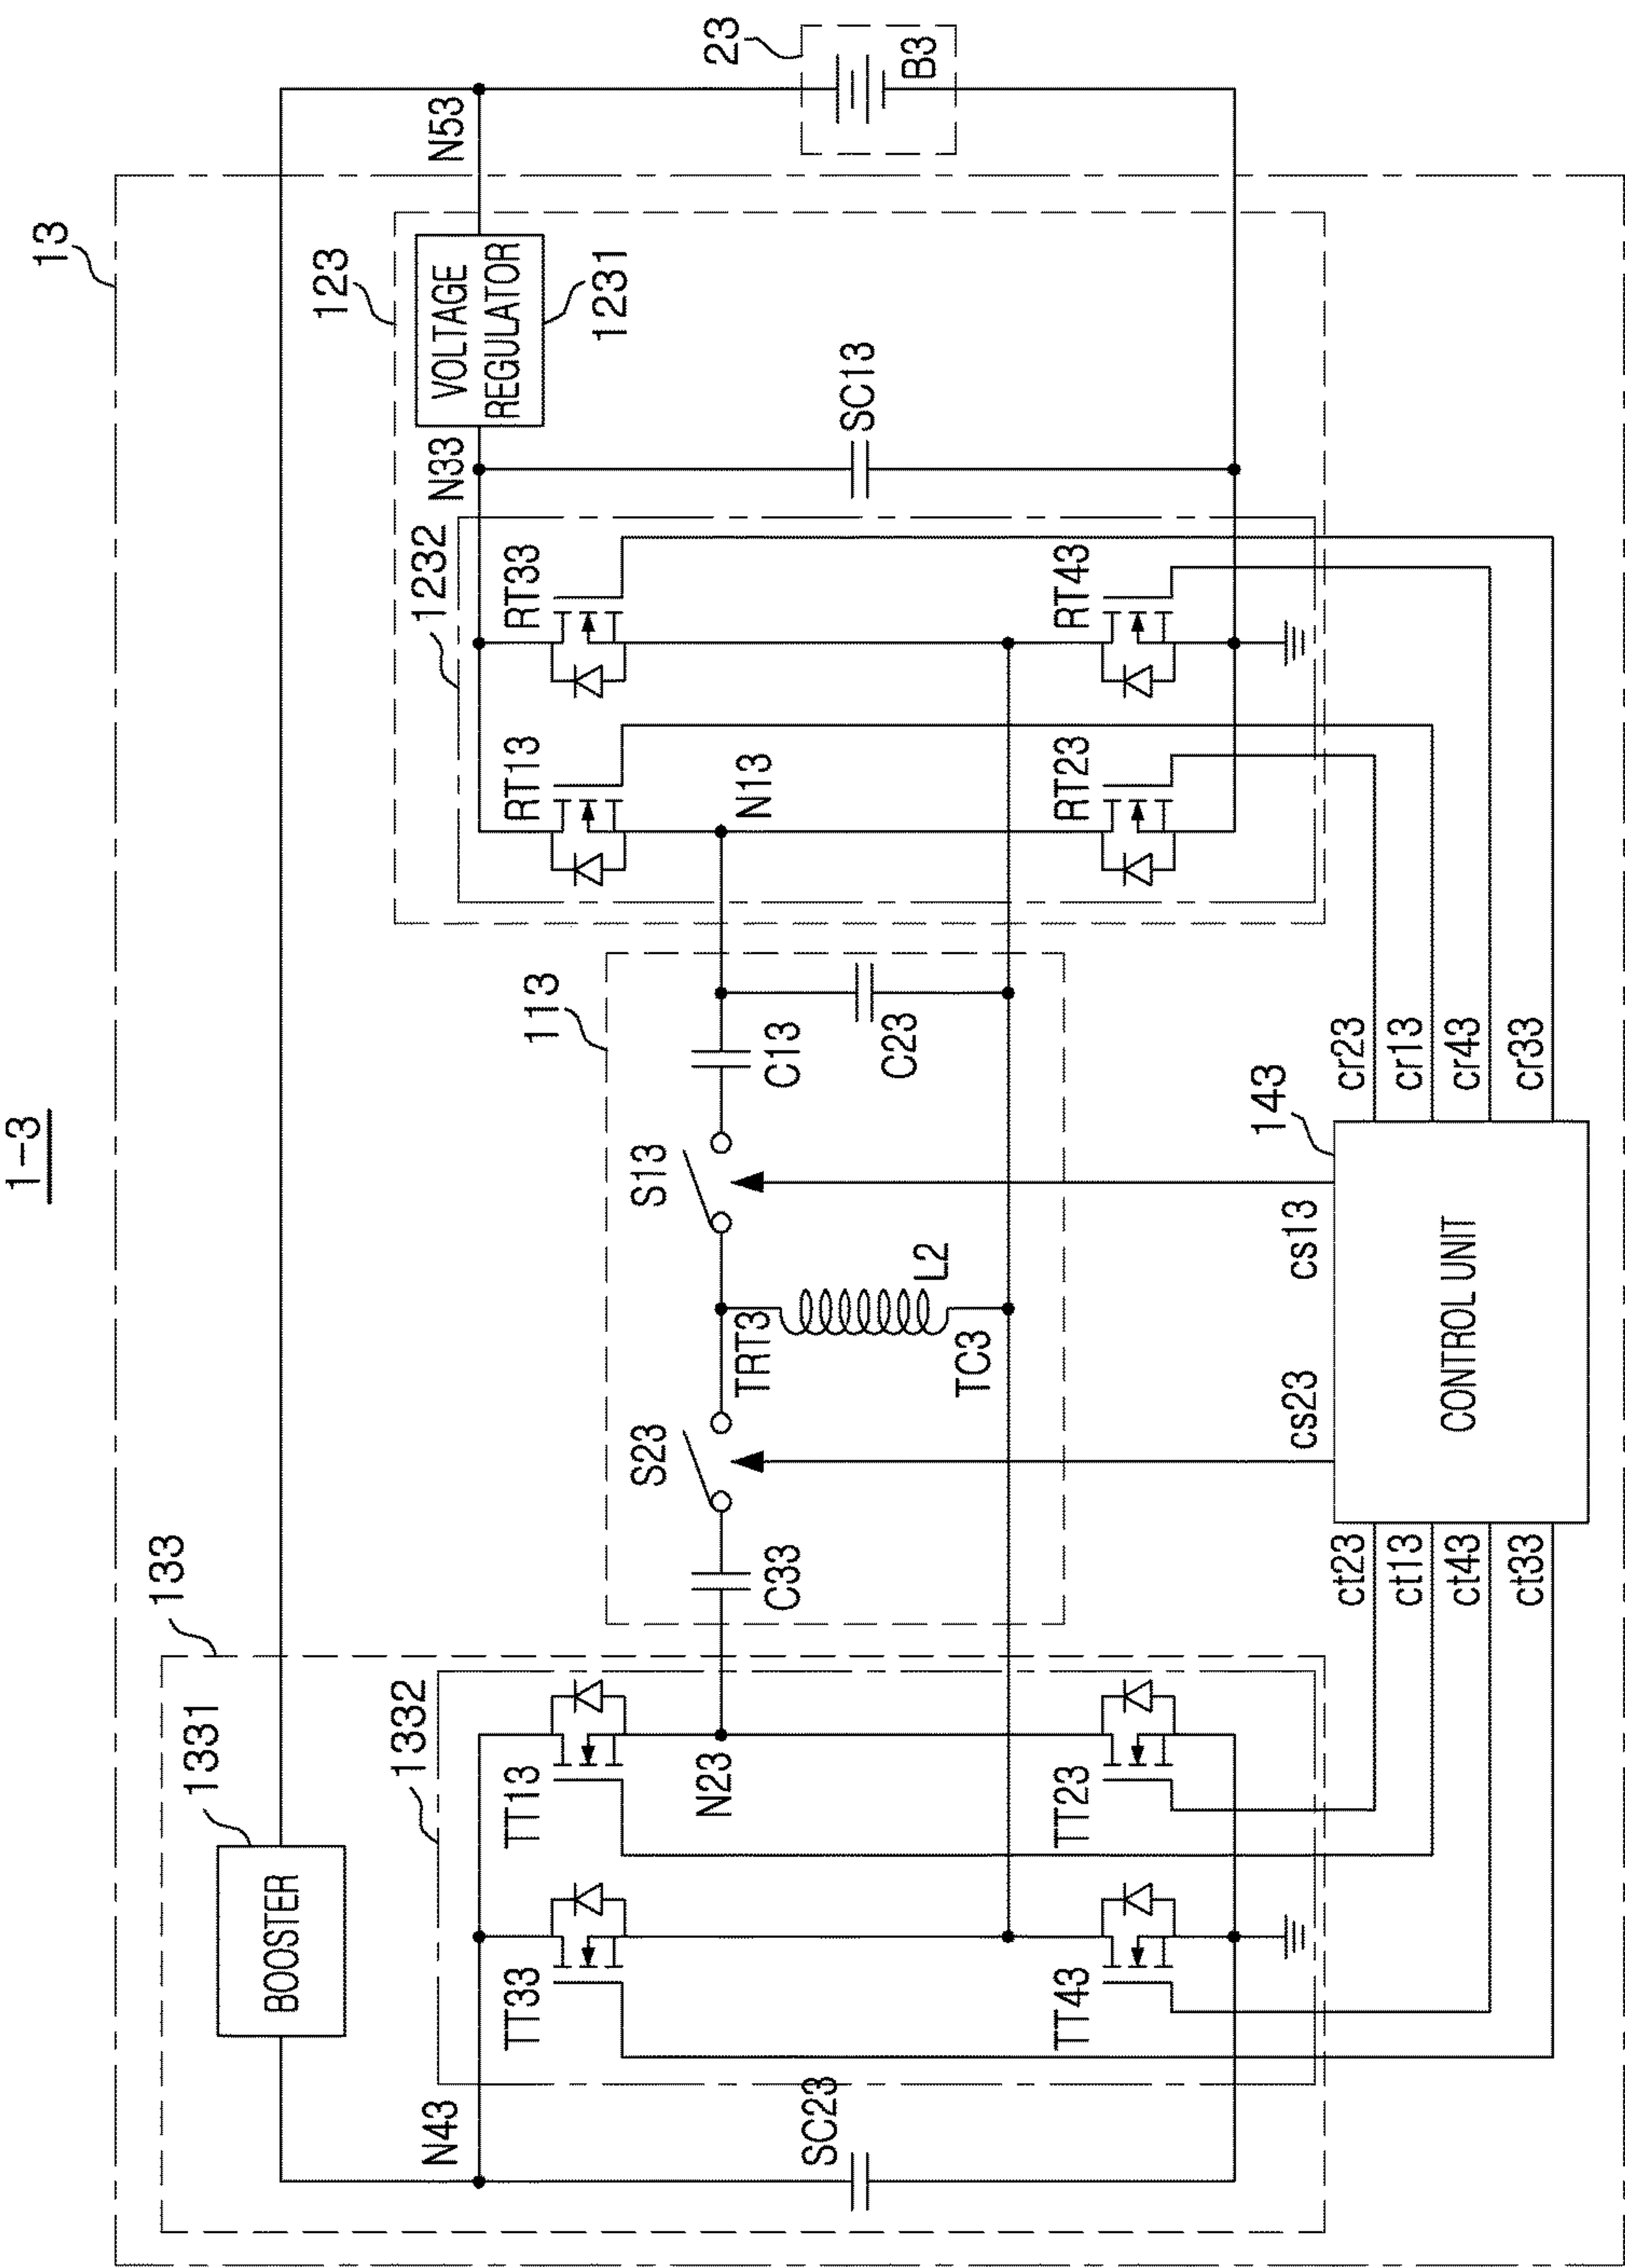 1-3
13
133
1331
BOOSTER
1332
N43
SC23
TT33
TT13
N23
TT43
TT23
113
C33
S23
TRT3
L2
TC3
S13
C13
C23
123
VOLTAGE
REGULATOR
1231
N33
N53
1232
RT13
RT33
N13
RT23
RT43
SC13
23
B3
143
CONTROL UNIT
cs23
cs13
ct23
ct13
ct43
ct33
cr23
cr13
cr43
cr33